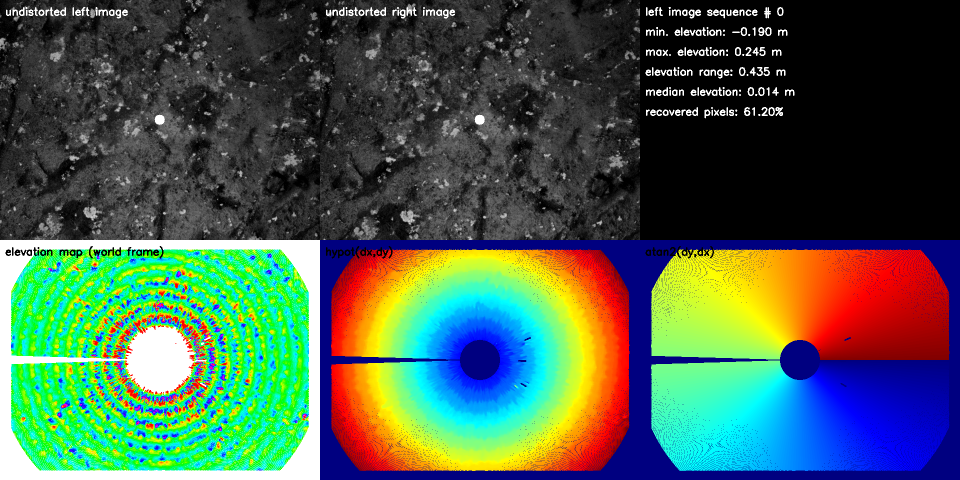 undistorted left image
undistorted right image
left image sequence # 0
min. elevation: −0.190 m
max. elevation: 0.245 m
elevation range: 0.435 m
median elevation: 0.014 m
recovered pixels: 61.20%
elevation map (world frame)
hypot(dx,dy)
atan2(dy,dx)